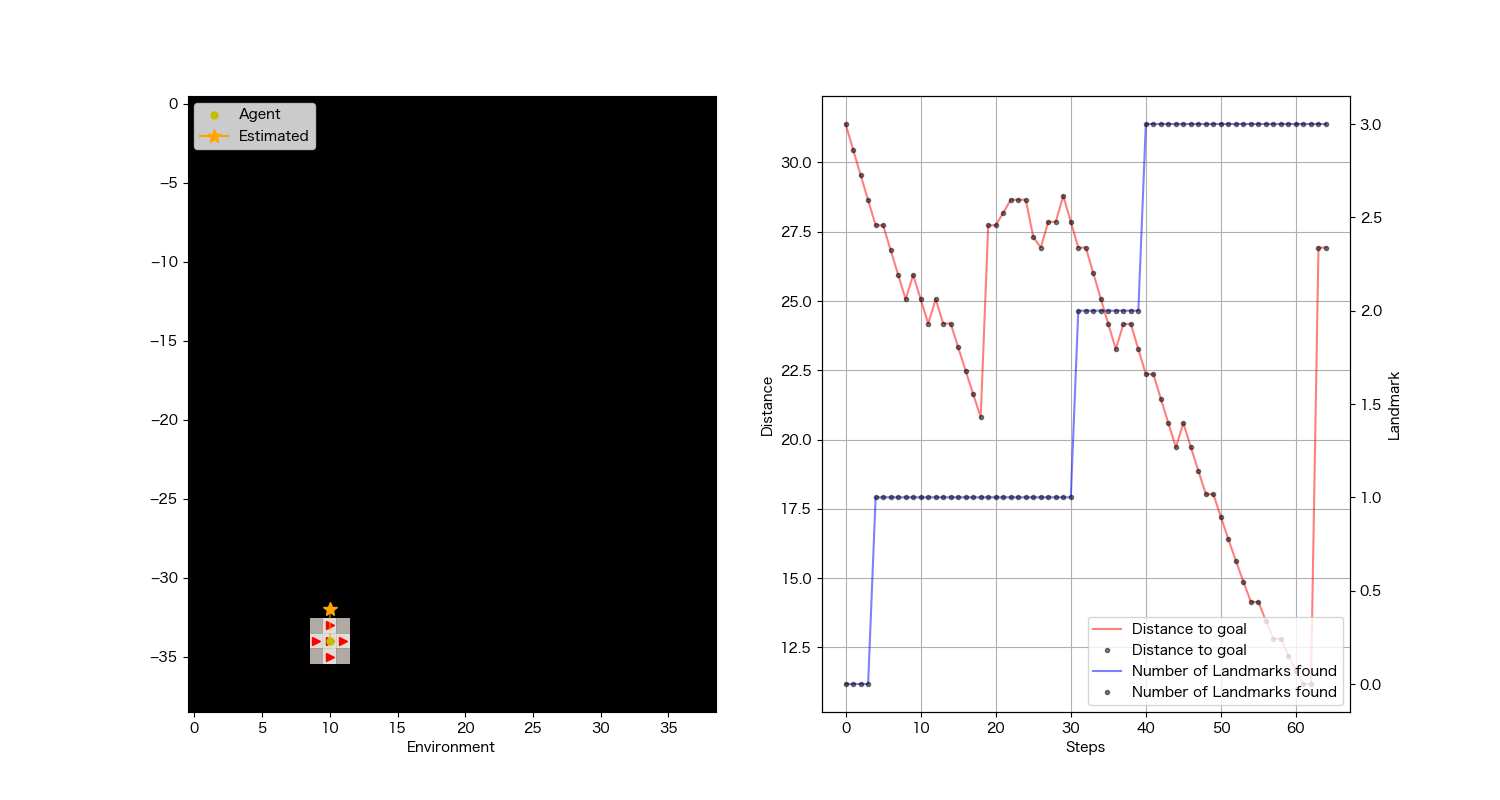 Agent
Estimated
0
−5
−10
−15
−20
−25
−30
−35
0 5 10 15 20 25 30 35
Environment
30.0
27.5
25.0
22.5
20.0
17.5
15.0
12.5
Distance
3.0
2.5
2.0
1.5
1.0
0.5
0.0
Landmark
Distance to goal
Distance to goal
Number of Landmarks found
Number of Landmarks found
0 10 20 30 40 50 60
Steps